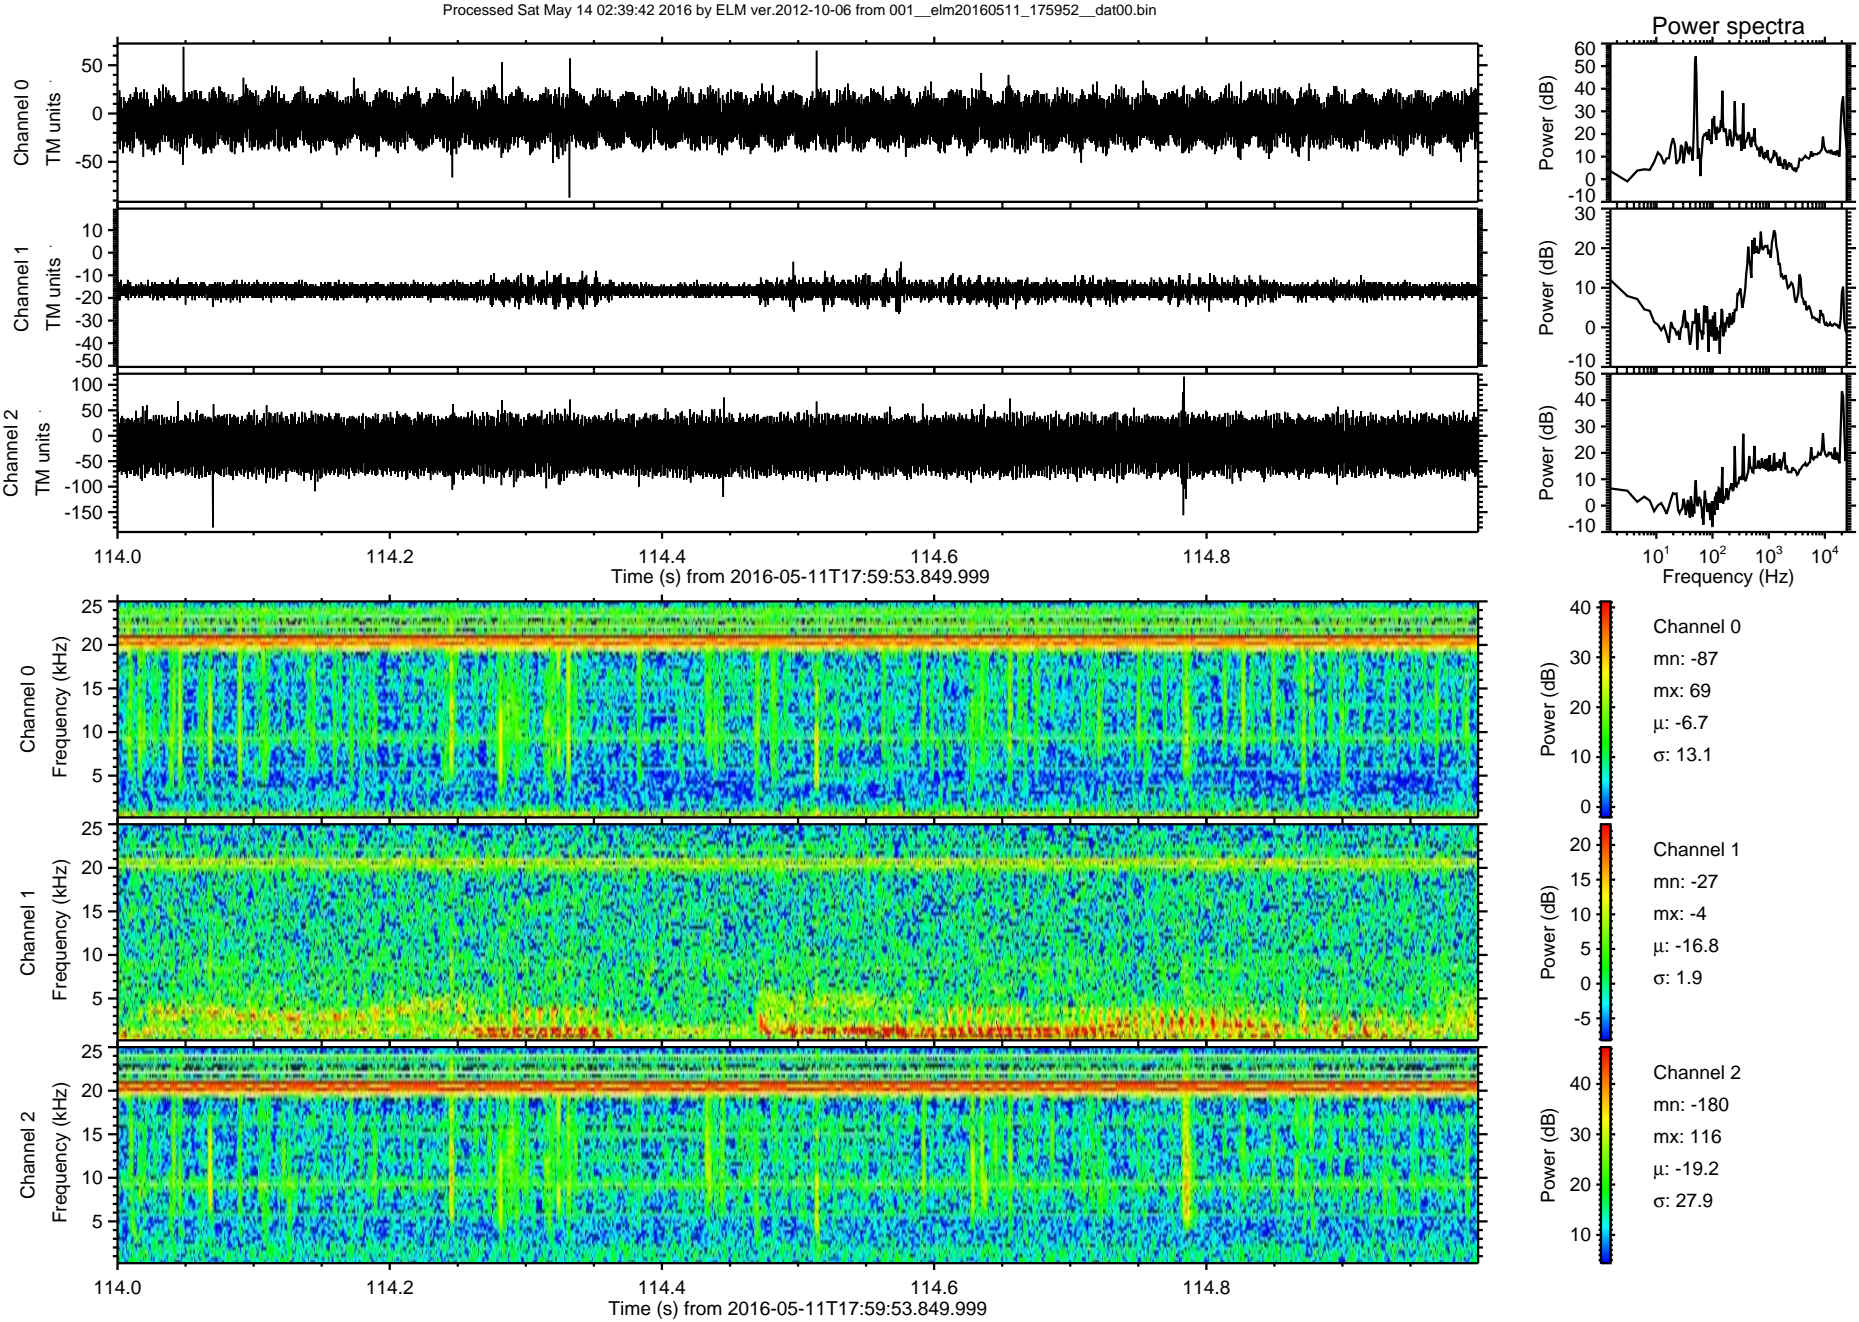 Processed Sat May 14 02:39:42 2016 by ELM ver.2012-10-06 from 001__elm20160511_175952__dat00.bin
Power spectra
Channel 0
TM units
50
0
-50
Power (dB)
60
50
40
30
20
10
0
-10
Channel 1
TM units
10
0
-10
-20
-30
-40
-50
Power (dB)
30
20
10
0
-10
Channel 2
TM units
100
50
0
-50
-100
-150
Power (dB)
50
40
30
20
10
0
-10
114.0 114.2 114.4 114.6 114.8
Time (s) from 2016-05-11T17:59:53.849.999
10¹ 10² 10³ 10⁴
Frequency (Hz)
Channel 0
Frequency (kHz)
25
20
15
10
5
Power (dB)
40
30
20
10
0
Channel 0
mn: -87
mx: 69
µ: -6.7
σ: 13.1
Channel 1
Frequency (kHz)
25
20
15
10
5
Power (dB)
20
15
10
5
0
-5
Channel 1
mn: -27
mx: -4
µ: -16.8
σ: 1.9
Channel 2
Frequency (kHz)
25
20
15
10
5
Power (dB)
40
30
20
10
Channel 2
mn: -180
mx: 116
µ: -19.2
σ: 27.9
114.0 114.2 114.4 114.6 114.8
Time (s) from 2016-05-11T17:59:53.849.999